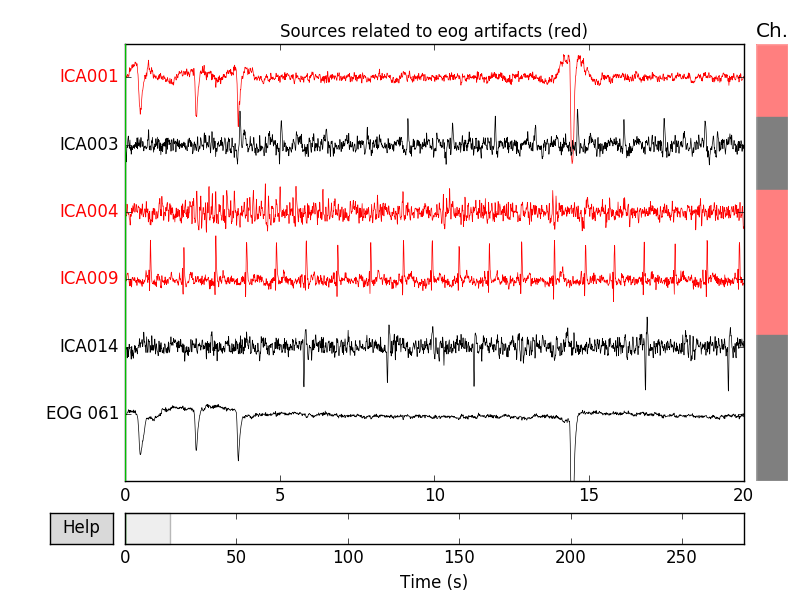 Sources related to eog artifacts (red)
Ch.
ICA001
ICA003
ICA004
ICA009
ICA014
EOG 061
0 5 10 15 20
Help
0 50 100 150 200 250
Time (s)